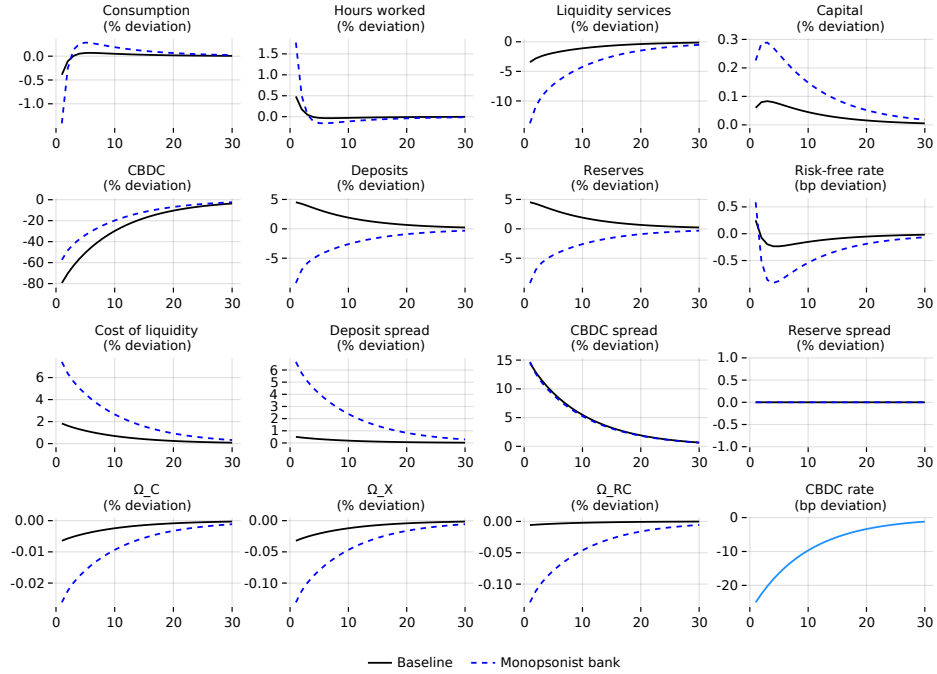 Consumption
(% deviation)
Hours worked
(% deviation)
Liquidity services
(% deviation)
Capital
(% deviation)
0.0
-0.5
-1.0
0 10 20 30
1.5
1.0
0.5
0.0
0 10 20 30
0
-5
-10
0 10 20 30
0.3
0.2
0.1
0.0
0 10 20 30
CBDC
(% deviation)
Deposits
(% deviation)
Reserves
(% deviation)
Risk-free rate
(bp deviation)
0
-20
-40
-60
-80
0 10 20 30
5
0
-5
0 10 20 30
5
0
-5
0 10 20 30
0.5
0.0
-0.5
0 10 20 30
Cost of liquidity
(% deviation)
Deposit spread
(% deviation)
CBDC spread
(% deviation)
Reserve spread
(% deviation)
6
4
2
0
0 10 20 30
6
5
4
3
2
1
0
0 10 20 30
15
10
5
0
0 10 20 30
1.0
0.5
0.0
-0.5
-1.0
0 10 20 30
Ω_C
(% deviation)
Ω_X
(% deviation)
Ω_RC
(% deviation)
CBDC rate
(bp deviation)
0.00
-0.01
-0.02
0 10 20 30
0.00
-0.05
-0.10
0 10 20 30
0.00
-0.05
-0.10
0 10 20 30
0
-10
-20
0 10 20 30
Baseline Monopsonist bank